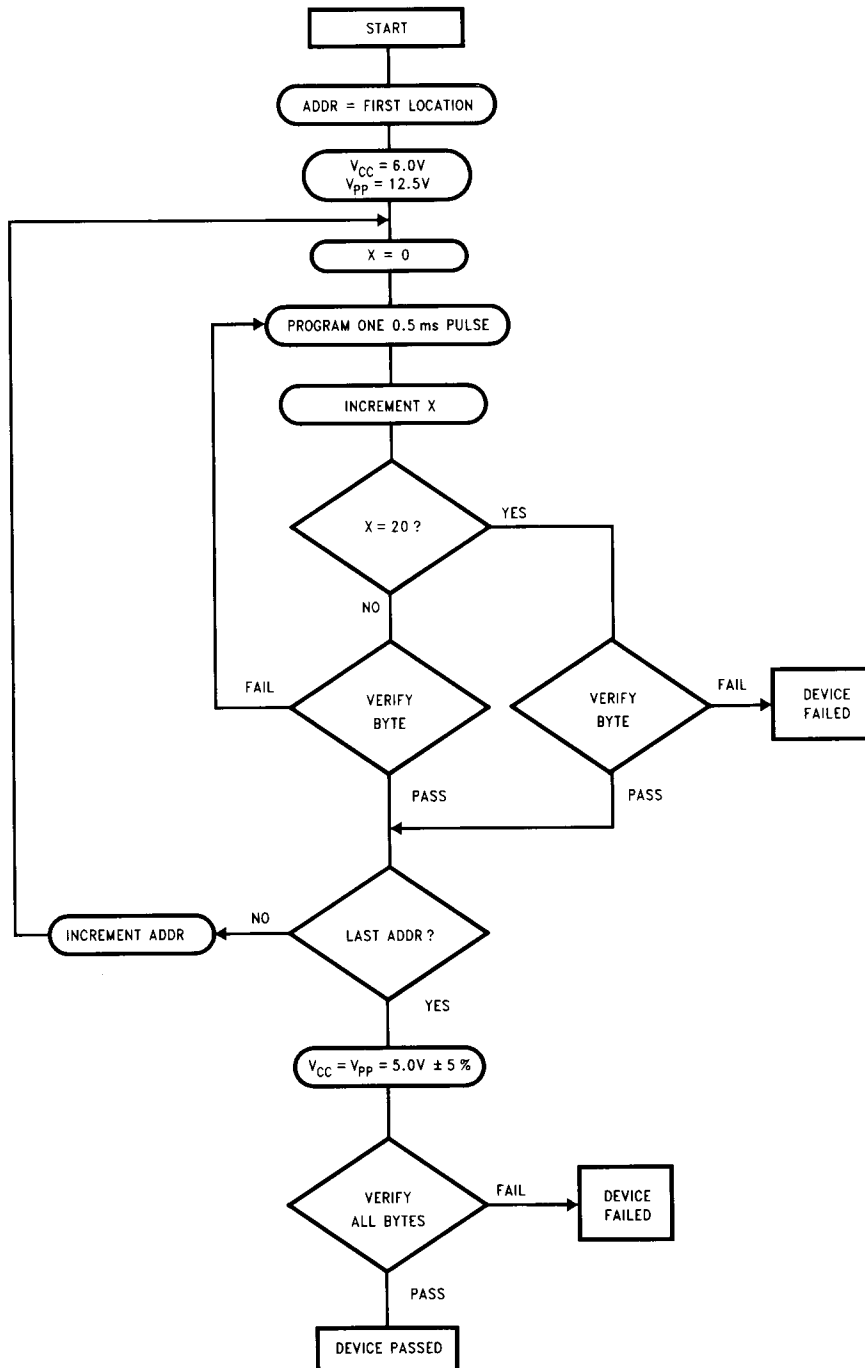 START
ADDR = FIRST LOCATION
VCC = 6.0V
VPP = 12.5V
X = 0
PROGRAM ONE 0.5 ms PULSE
INCREMENT X
X = 20 ?
YES
NO
FAIL
VERIFY
BYTE
VERIFY
BYTE
FAIL
DEVICE
FAILED
PASS
PASS
INCREMENT ADDR
NO
LAST ADDR ?
YES
VCC = VPP = 5.0V ± 5 %
VERIFY
ALL BYTES
FAIL
DEVICE
FAILED
PASS
DEVICE PASSED